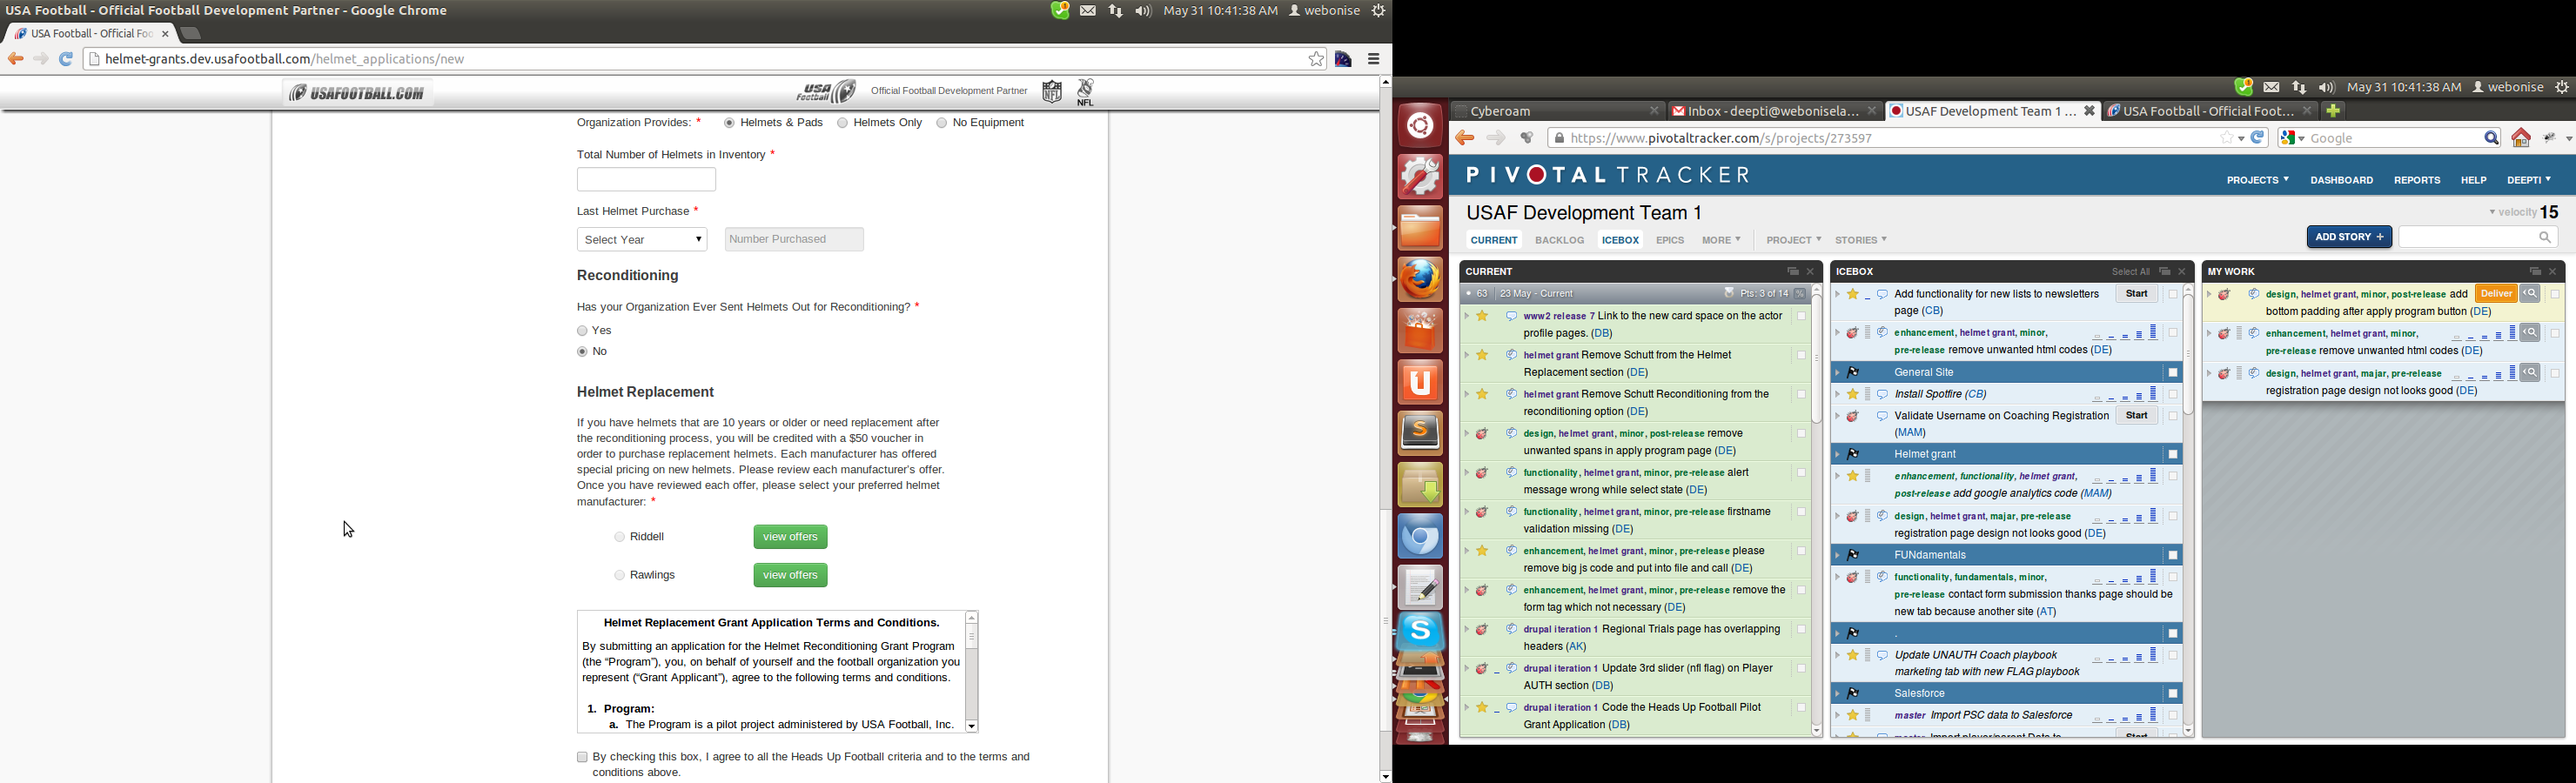 USA Football - Official Football Development Partner - Google Chrome
May 31 10:41:38 AM webonise
USA Football - Official Foo
helmet-grants.dev.usafootball.com/helmet_applications/new
USAFOOTBALL.COM
USA Football
Official Football Development Partner
NFL
NFL
Organization Provides: * Helmets & Pads Helmets Only No Equipment
Total Number of Helmets in Inventory *
Last Helmet Purchase *
Select Year Number Purchased
Reconditioning
Has your Organization Ever Sent Helmets Out for Reconditioning? *
Yes
No
Helmet Replacement
If you have helmets that are 10 years or older or need replacement after
the reconditioning process, you will be credited with a $50 voucher in
order to purchase replacement helmets. Each manufacturer has offered
special pricing on new helmets. Please review each manufacturer's offer.
Once you have reviewed each offer, please select your preferred helmet
manufacturer: *
Riddell view offers
Rawlings view offers
Helmet Replacement Grant Application Terms and Conditions.
By submitting an application for the Helmet Reconditioning Grant Program
(the “Program”), you, on behalf of yourself and the football organization you
represent (“Grant Applicant”), agree to the following terms and conditions.
1. Program:
a. The Program is a pilot project administered by USA Football, Inc.
By checking this box, I agree to all the Heads Up Football criteria and to the terms and
conditions above.
May 31 10:41:38 AM webonise
Cyberoam
Inbox - deepti@webonisela...
USAF Development Team 1 ...
USA Football - Official Foot...
https://www.pivotaltracker.com/s/projects/273597
Google
PIVOTAL TRACKER
PROJECTS DASHBOARD REPORTS HELP DEEPTI
USAF Development Team 1
velocity 15
CURRENT BACKLOG ICEBOX EPICS MORE PROJECT STORIES
ADD STORY +
CURRENT
63 23 May - Current Pts: 3 of 14
www2 release 7 Link to the new card space on the actor
profile pages. (DB)
helmet grant Remove Schutt from the Helmet
Replacement section (DE)
helmet grant Remove Schutt Reconditioning from the
reconditioning option (DE)
design, helmet grant, minor, post-release remove
unwanted spans in apply program page (DE)
functionality, helmet grant, minor, pre-release alert
message wrong while select state (DE)
functionality, helmet grant, minor, pre-release firstname
validation missing (DE)
enhancement, helmet grant, minor, pre-release please
remove big js code and put into file and call (DE)
enhancement, helmet grant, minor, pre-release remove the
form tag which not necessary (DE)
drupal iteration 1 Regional Trials page has overlapping
headers (AK)
drupal iteration 1 Update 3rd slider (nfl flag) on Player
AUTH section (DB)
drupal iteration 1 Code the Heads Up Football Pilot
Grant Application (DB)
ICEBOX
Select All
Add functionality for new lists to newsletters
page (CB)
Start
enhancement, helmet grant, minor,
pre-release remove unwanted html codes (DE)
General Site
Install Spotfire (CB)
Validate Username on Coaching Registration
(MAM)
Start
Helmet grant
enhancement, functionality, helmet grant,
post-release add google analytics code (MAM)
design, helmet grant, majar, pre-release
registration page design not looks good (DE)
FUNdamentals
functionality, fundamentals, minor,
pre-release contact form submission thanks page should be
new tab because another site (AT)
.
Update UNAUTH Coach playbook
marketing tab with new FLAG playbook
Salesforce
master Import PSC data to Salesforce
master Import player/parent Data to
Start
MY WORK
design, helmet grant, minor, post-release add
bottom padding after apply program button (DE)
Deliver
enhancement, helmet grant, minor,
pre-release remove unwanted html codes (DE)
design, helmet grant, majar, pre-release
registration page design not looks good (DE)